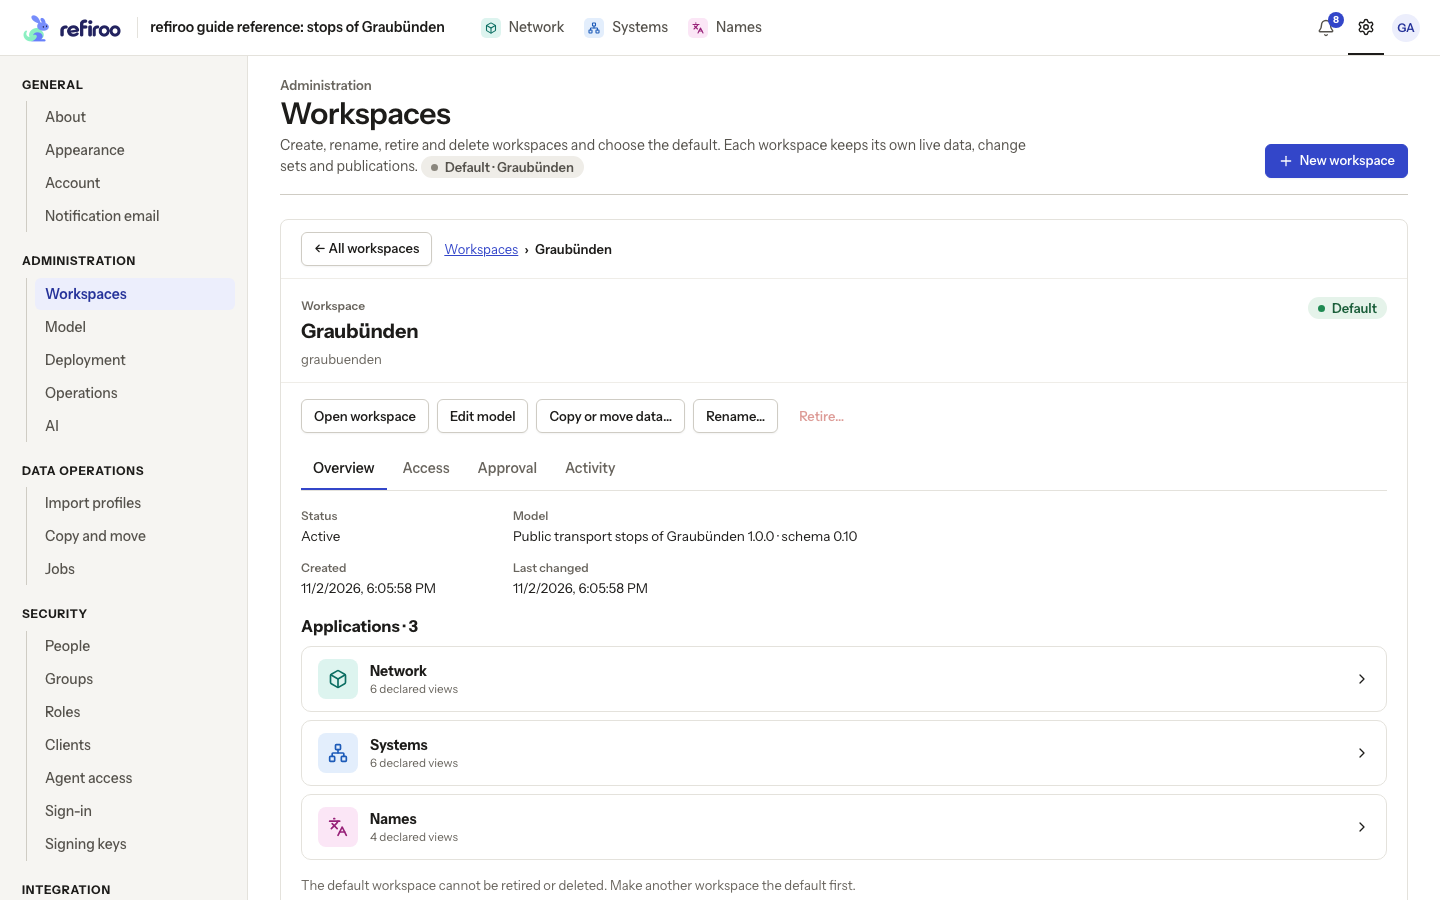 refiroo
refiroo guide reference: stops of Graubünden
Network
Systems
Names
8
GA
GENERAL
About
Appearance
Account
Notification email
ADMINISTRATION
Workspaces
Model
Deployment
Operations
AI
DATA OPERATIONS
Import profiles
Copy and move
Jobs
SECURITY
People
Groups
Roles
Clients
Agent access
Sign-in
Signing keys
INTEGRATION
Administration
Workspaces
Create, rename, retire and delete workspaces and choose the default. Each workspace keeps its own live data, change
sets and publications. Default · Graubünden
+ New workspace
← All workspaces
Workspaces › Graubünden
Workspace
Default
Graubünden
graubuenden
Open workspace
Edit model
Copy or move data...
Rename...
Retire...
Overview
Access
Approval
Activity
Status
Active
Model
Public transport stops of Graubünden 1.0.0 · schema 0.10
Created
11/2/2026, 6:05:58 PM
Last changed
11/2/2026, 6:05:58 PM
Applications · 3
Network
6 declared views
Systems
6 declared views
Names
4 declared views
The default workspace cannot be retired or deleted. Make another workspace the default first.